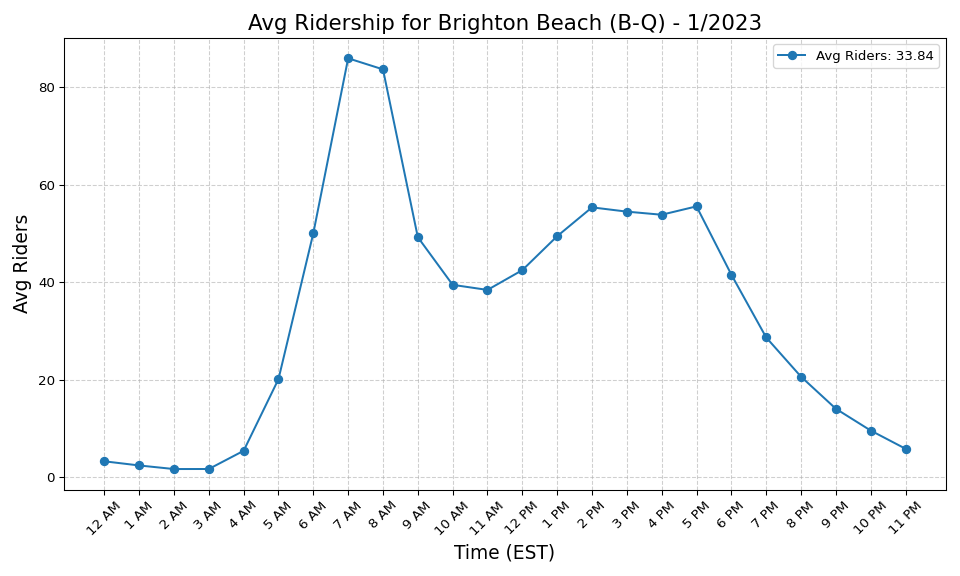 Avg Ridership for Brighton Beach (B-Q) - 1/2023
Avg Riders: 33.84
Avg Riders
80
60
40
20
0
12 AM
1 AM
2 AM
3 AM
4 AM
5 AM
6 AM
7 AM
8 AM
9 AM
10 AM
11 AM
12 PM
1 PM
2 PM
3 PM
4 PM
5 PM
6 PM
7 PM
8 PM
9 PM
10 PM
11 PM
Time (EST)